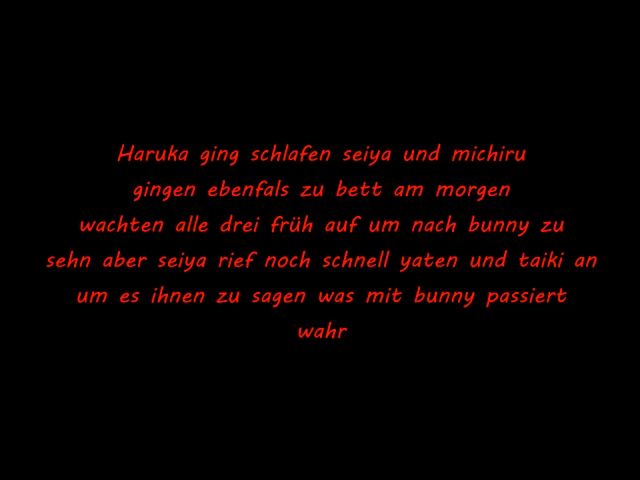 Haruka ging schlafen seiya und michiru
gingen ebenfals zu bett am morgen
wachten alle drei früh auf um nach bunny zu
sehn aber seiya rief noch schnell yaten und taiki an
um es ihnen zu sagen was mit bunny passiert
wahr